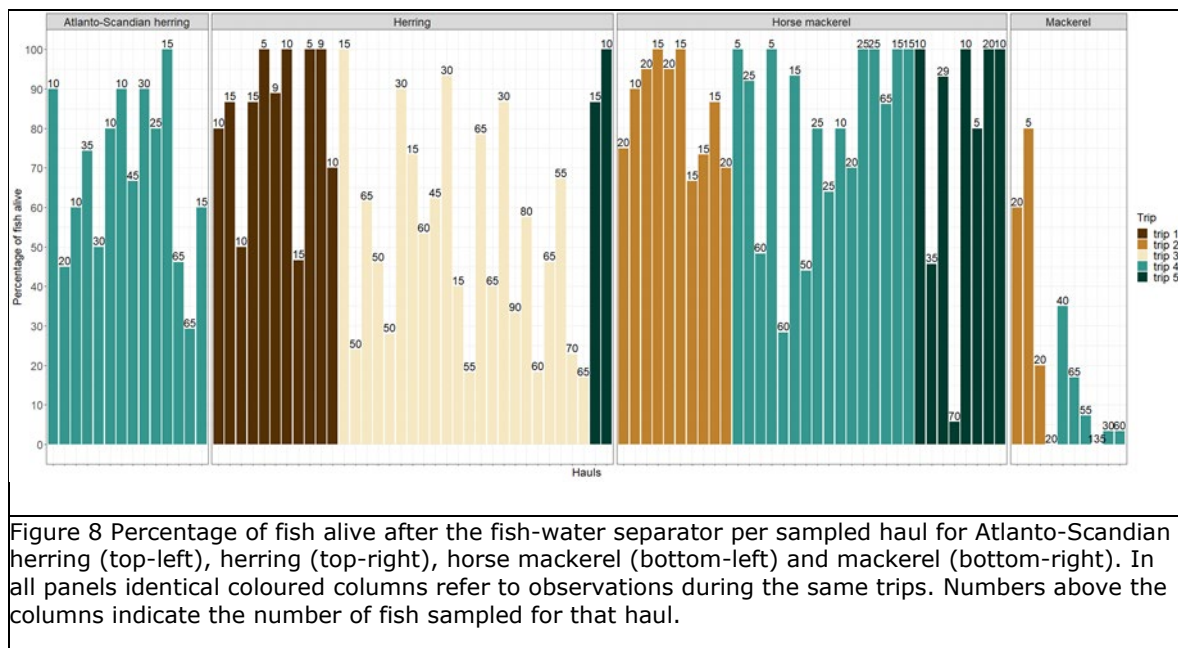 Atlanto-Scandian herring
Herring
Horse mackerel
Mackerel
Percentage of fish alive
100
90
80
70
60
50
40
30
20
10
0
10 20 10 35 30 10 10 45 30 25 15 65 65 15
10 15 10 15 5 9 10 15 5 9 10 15 50 65 50 50 30 15 60 45 30 15 55 65 65 30 90 80 60 65 55 70 65 15 10
20 10 20 15 20 15 15 15 15 20 5 25 60 5 60 15 50 25 25 10 20 25 25 65 15 15 10 35 29 70 10 5 20 10
20 5 20 20 40 65 55 135 30 60
Hauls
Trip
trip 1
trip 2
trip 3
trip 4
trip 5
Figure 8 Percentage of fish alive after the fish-water separator per sampled haul for Atlanto-Scandian
herring (top-left), herring (top-right), horse mackerel (bottom-left) and mackerel (bottom-right). In
all panels identical coloured columns refer to observations during the same trips. Numbers above the
columns indicate the number of fish sampled for that haul.